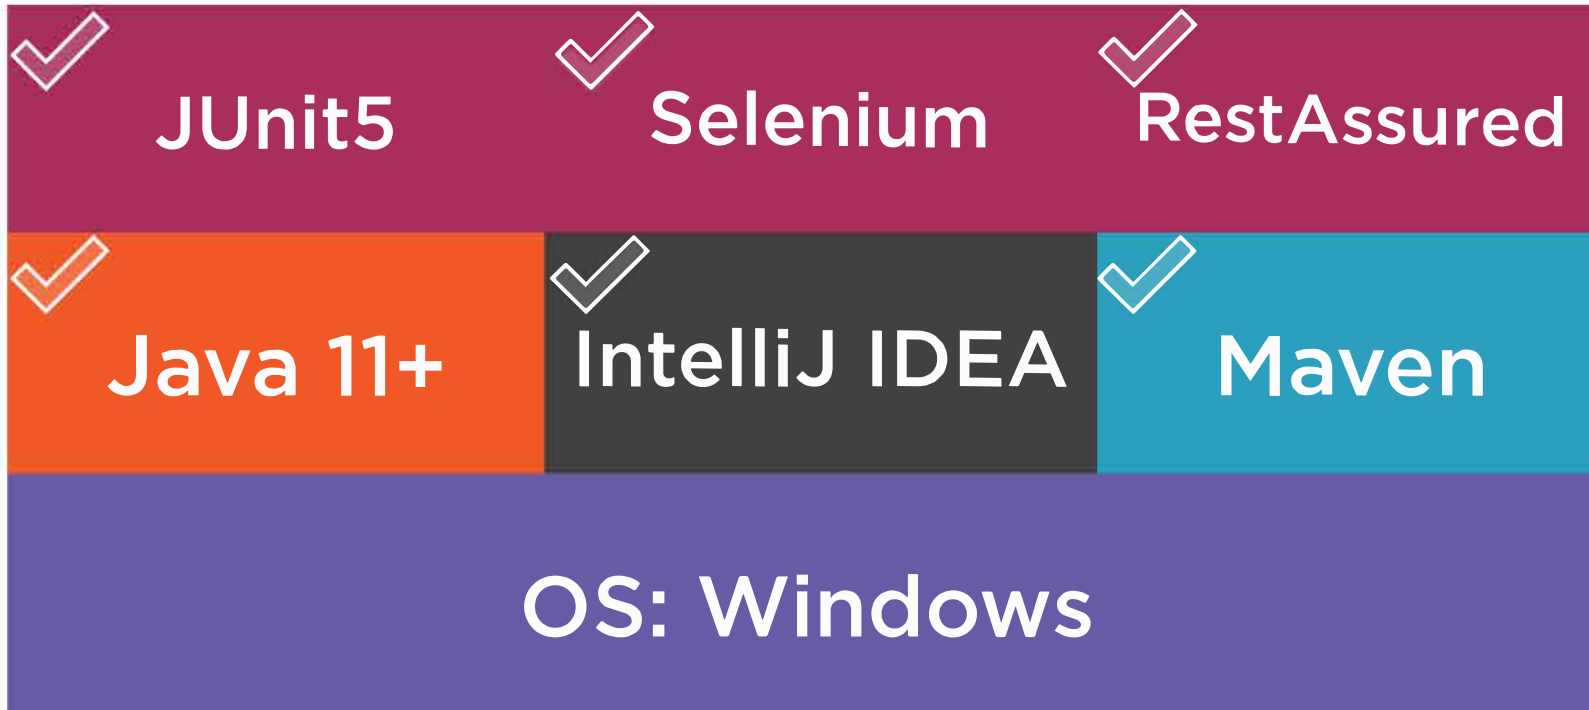 JUnit5
Selenium
RestAssured
Java 11+
IntelliJ IDEA
Maven
OS: Windows